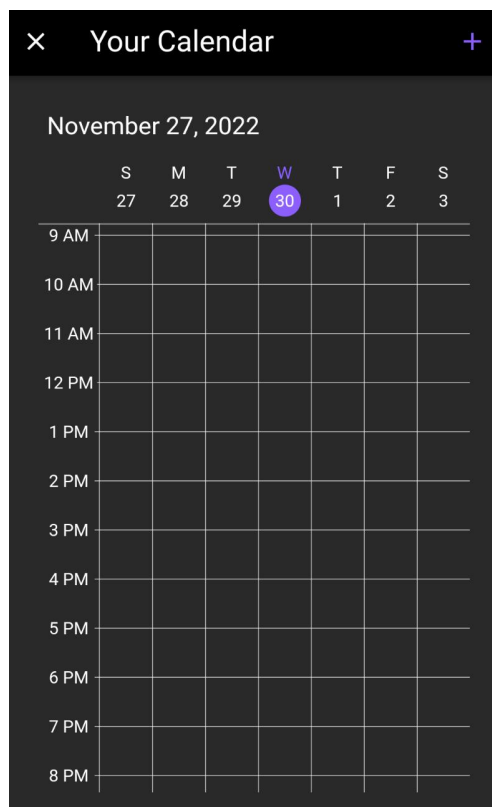 × Your Calendar +
November 27, 2022
S M T W T F S
27 28 29 30 1 2 3
9 AM
10 AM
11 AM
12 PM
1 PM
2 PM
3 PM
4 PM
5 PM
6 PM
7 PM
8 PM